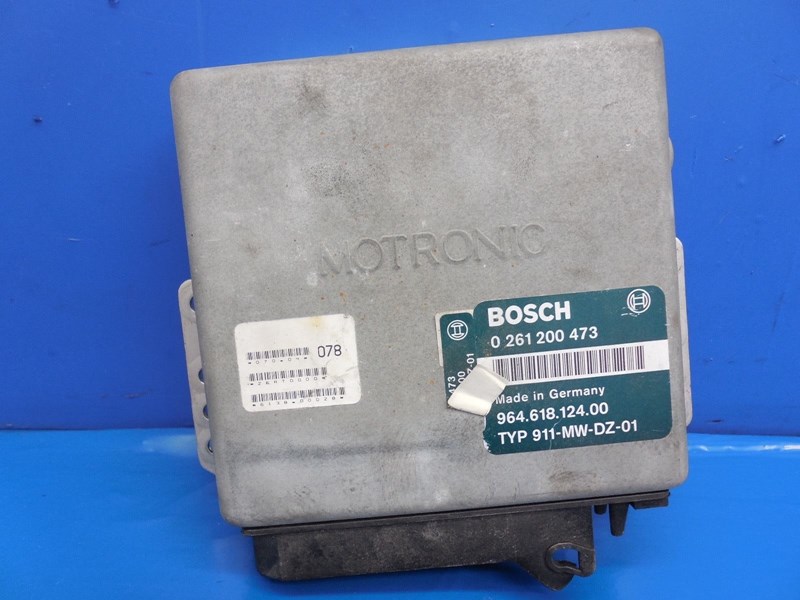 MOTRONIC
078
BOSCH
0 261 200 473
Made in Germany
964.618.124.00
TYP 911-MW-DZ-01